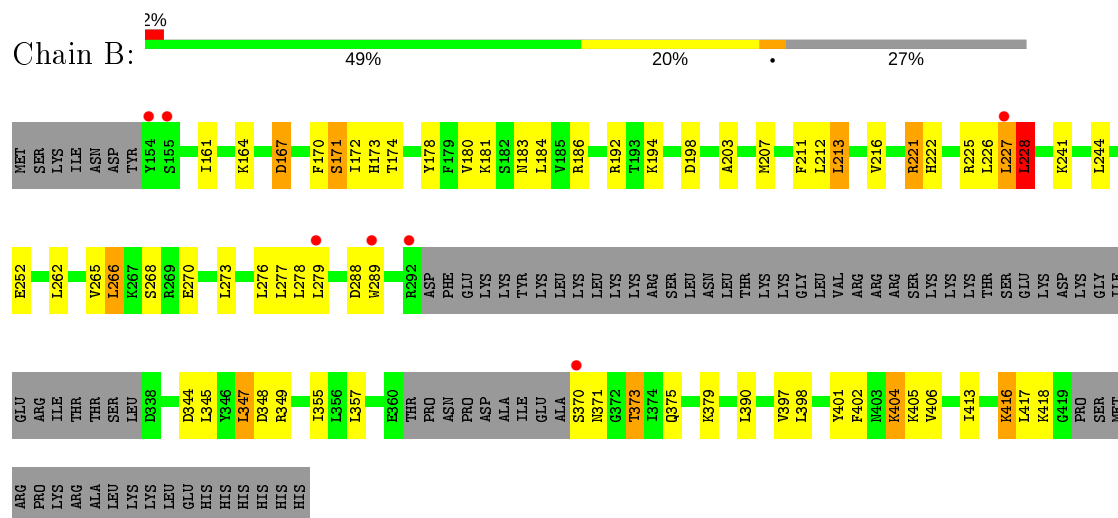 2%
Chain B:
49% 20% • 27%
MET SER LYS ILE ASN ASP TYR Y154 S155 I161 K164 D167 F170 S171 I172 H173 T174 Y178 F179 V180 K181 S182 N183 L184 V185 R186 R192 T193 K194 D198 A203 M207 F211 L212 L213 V216 R221 H222 R225 L226 L227 L228 K241 L244
E252 L262 V265 L266 K267 S268 R269 E270 L273 L276 L277 L278 L279 D288 W289 R292 ASP PHE GLU LYS LYS TYR LYS LEU LYS LEU LYS LYS ARG SER LEU ASN LEU THR LYS LYS GLY LEU VAL ARG ARG ARG SER LYS LYS LYS THR SER GLU LYS ASP LYS GLY ILE
GLU ARG ILE THR THR SER LEU D338 D344 L345 Y346 L347 D348 R349 I355 L356 L357 E360 THR PRO ASN PRO ASP ALA ILE GLU ALA S370 N371 G372 T373 I374 Q375 K379 L390 V397 L398 Y401 F402 N403 K404 K405 V406 I413 K416 L417 K418 G419 PRO SER MET
ARG PRO LYS ARG ALA LEU LYS LYS LEU GLU HIS HIS HIS HIS HIS HIS